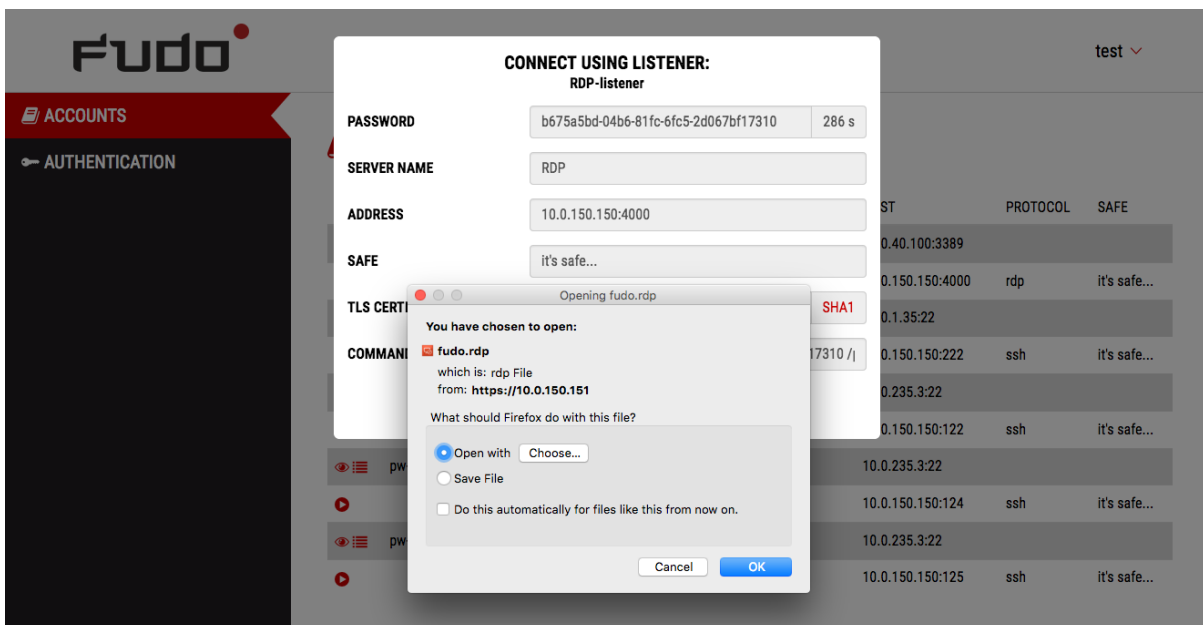 Fudo
test
ACCOUNTS
AUTHENTICATION
CONNECT USING LISTENER:
RDP-listener
PASSWORD b675a5bd-04b6-81fc-6fc5-2d067bf17310 286 s
SERVER NAME RDP
ADDRESS 10.0.150.150:4000
SAFE it's safe...
TLS CERTI SHA1
COMMAN 17310 /p
Opening fudo.rdp
You have chosen to open:
fudo.rdp
which is: rdp File
from: https://10.0.150.151
What should Firefox do with this file?
Open with Choose...
Save File
Do this automatically for files like this from now on.
Cancel OK
ST PROTOCOL SAFE
0.40.100:3389
0.150.150:4000 rdp it's safe...
0.1.35:22
0.150.150:222 ssh it's safe...
0.235.3:22
0.150.150:122 ssh it's safe...
pw 10.0.235.3:22
10.0.150.150:124 ssh it's safe...
pw 10.0.235.3:22
10.0.150.150:125 ssh it's safe...